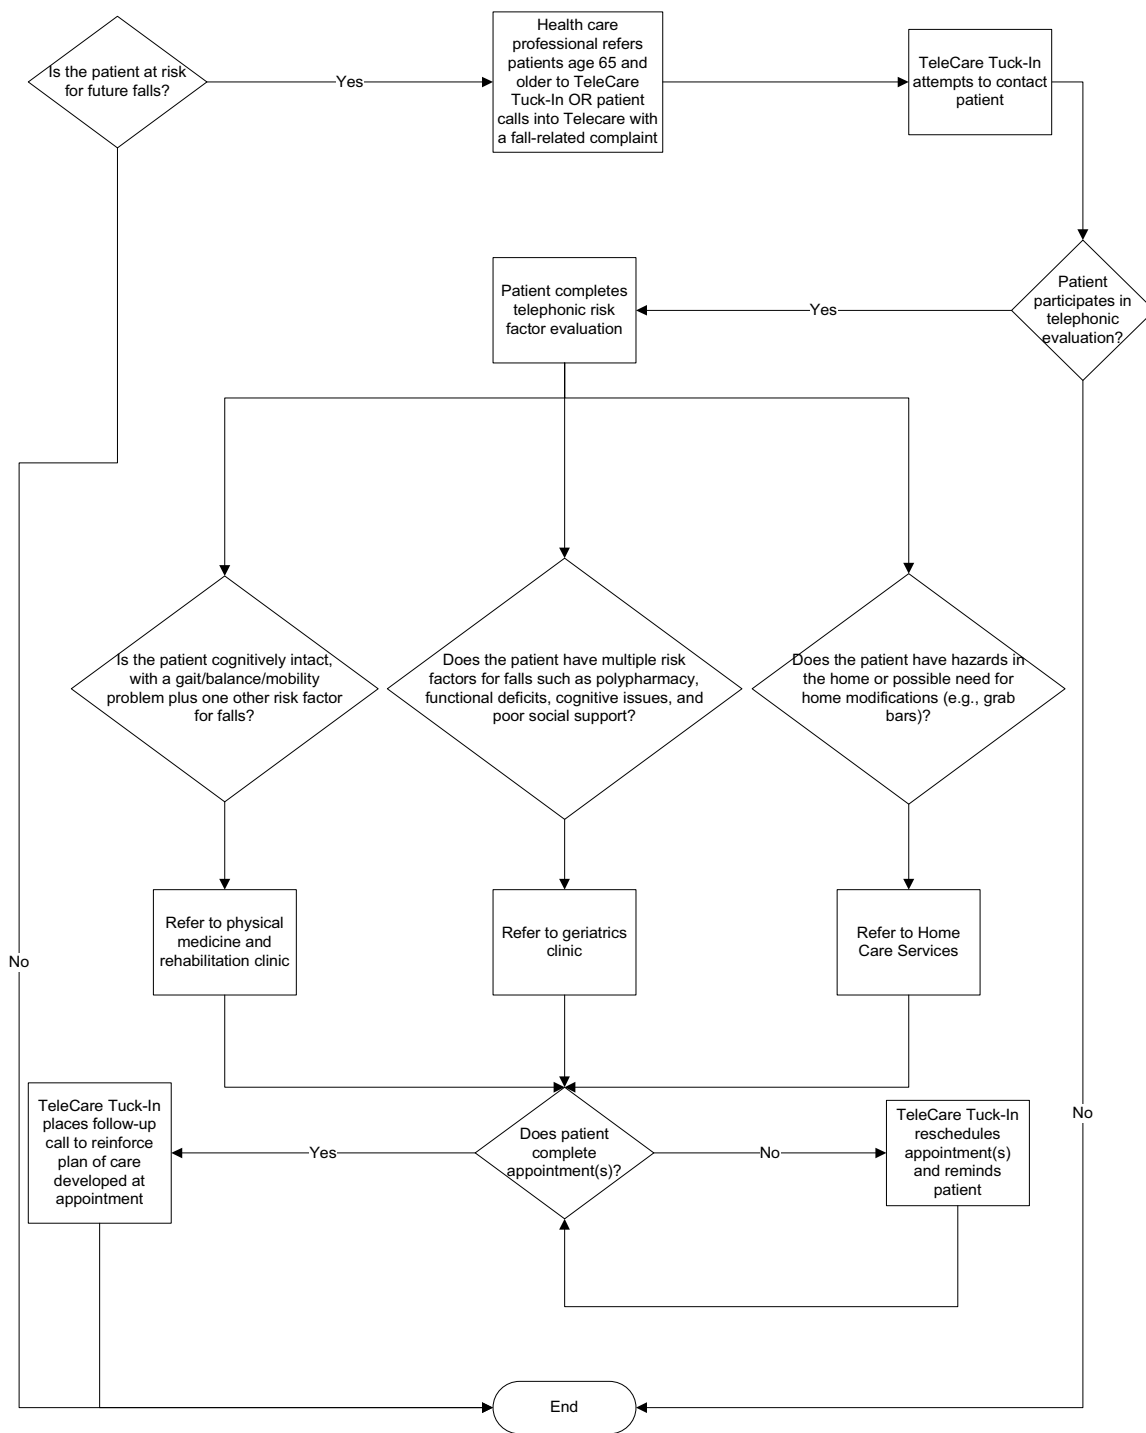 Is the patient at risk
for future falls?
Yes
Health care
professional refers
patients age 65 and
older to TeleCare
Tuck-In OR patient
calls into Telecare with
a fall-related complaint
TeleCare Tuck-In
attempts to contact
patient
Patient completes
telephonic risk
factor evaluation
Yes
Patient
participates in
telephonic
evaluation?
Is the patient cognitively intact,
with a gait/balance/mobility
problem plus one other risk factor
for falls?
Does the patient have multiple risk
factors for falls such as polypharmacy,
functional deficits, cognitive issues, and
poor social support?
Does the patient have hazards in
the home or possible need for
home modifications (e.g., grab
bars)?
Refer to physical
medicine and
rehabilitation clinic
Refer to geriatrics
clinic
Refer to Home
Care Services
No
TeleCare Tuck-In
places follow-up
call to reinforce
plan of care
developed at
appointment
Yes
Does patient
complete
appointment(s)?
No
TeleCare Tuck-In
reschedules
appointment(s)
and reminds
patient
No
End